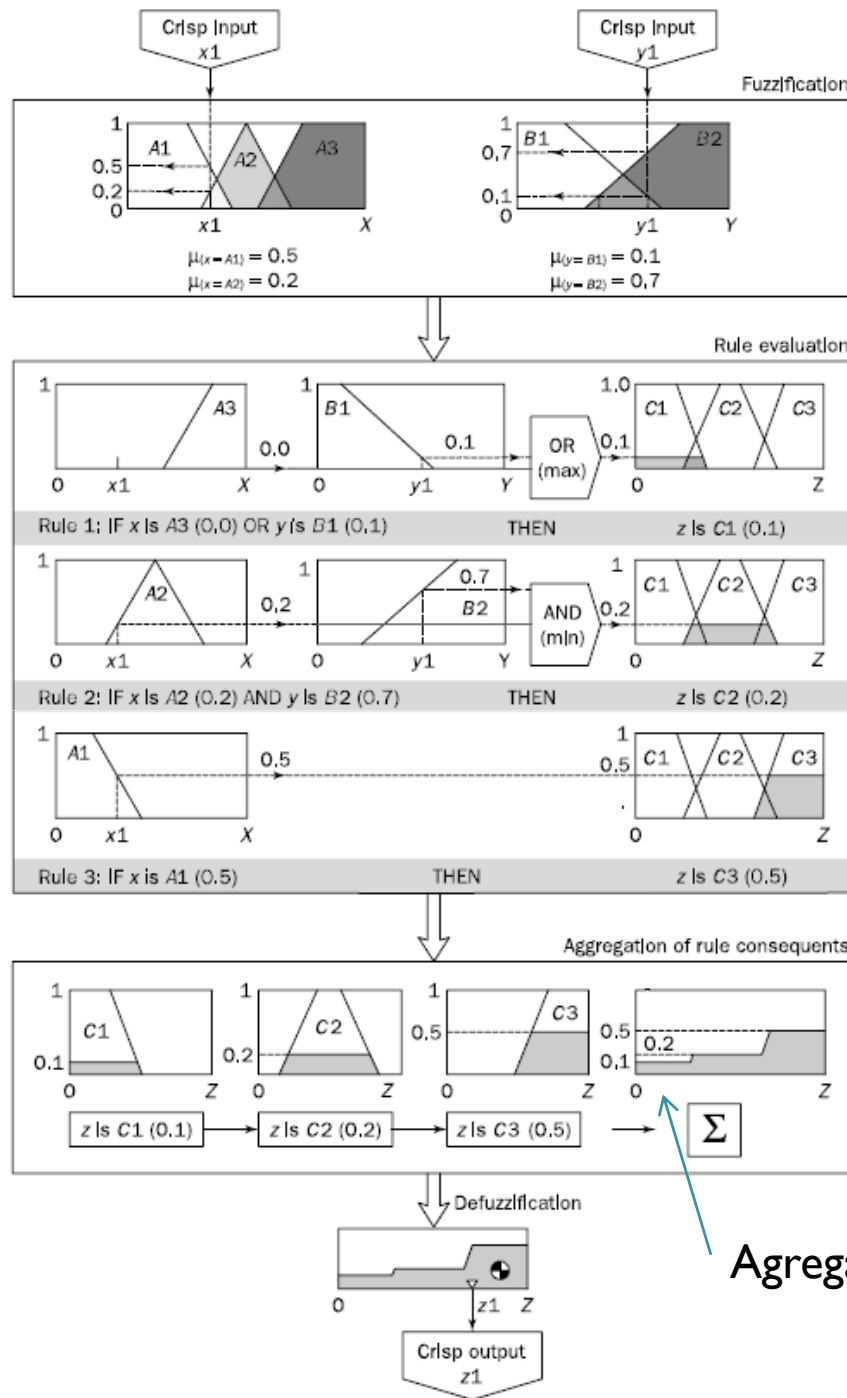 Crisp input
x1
Crisp input
y1
Fuzzification
1
A1
A2
A3
0.5
0.2
0
x1
X
1
B1
B2
0.7
0.1
0
y1
Y
μ(x=A1) = 0.5
μ(x=A2) = 0.2
μ(y=B1) = 0.1
μ(y=B2) = 0.7
Rule evaluation
1
A3
0
x1
X
0.0
1
B1
0.1
0
y1
Y
OR
(max)
0.1
1.0
C1
C2
C3
0
Z
Rule 1: IF x is A3 (0.0) OR y is B1 (0.1)
THEN
z is C1 (0.1)
1
A2
0
x1
X
0.2
1
0.7
B2
0
y1
Y
AND
(min)
0.2
1
C1
C2
C3
0
Z
Rule 2: IF x is A2 (0.2) AND y is B2 (0.7)
THEN
z is C2 (0.2)
1
A1
0
x1
X
0.5
1
0.5
C1
C2
C3
0
Z
Rule 3: IF x is A1 (0.5)
THEN
z is C3 (0.5)
Aggregation of rule consequents
1
C1
0.1
0
Z
1
C2
0.2
0
Z
1
C3
0.5
0
Z
0.5
0.2
0.1
0
Z
z is C1 (0.1)
z is C2 (0.2)
z is C3 (0.5)
Σ
Defuzzification
0
z1
Z
Agrega
Crisp output
z1